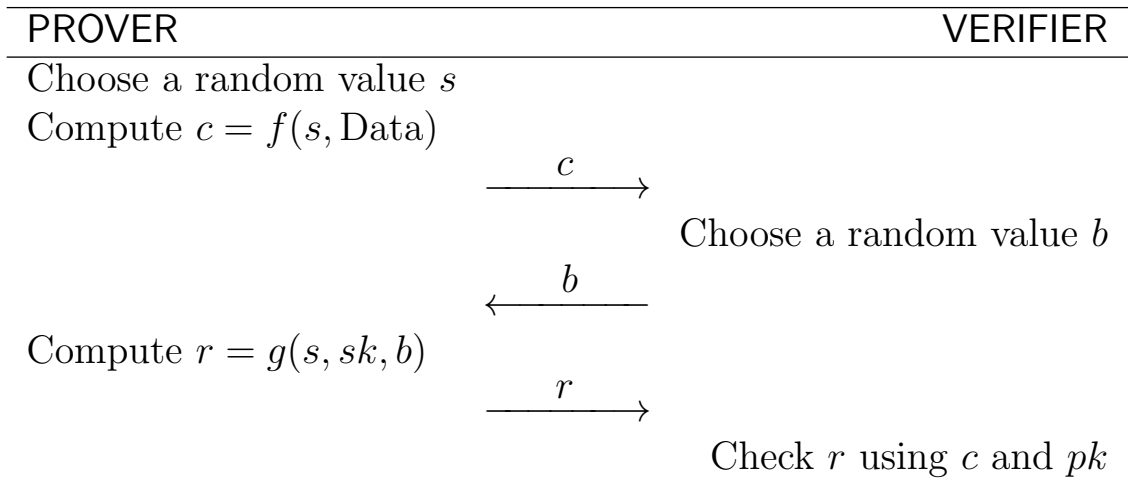 PROVER VERIFIER
Choose a random value s
Compute c = f(s, Data)
c
Choose a random value b
b
Compute r = g(s, sk, b)
r
Check r using c and pk